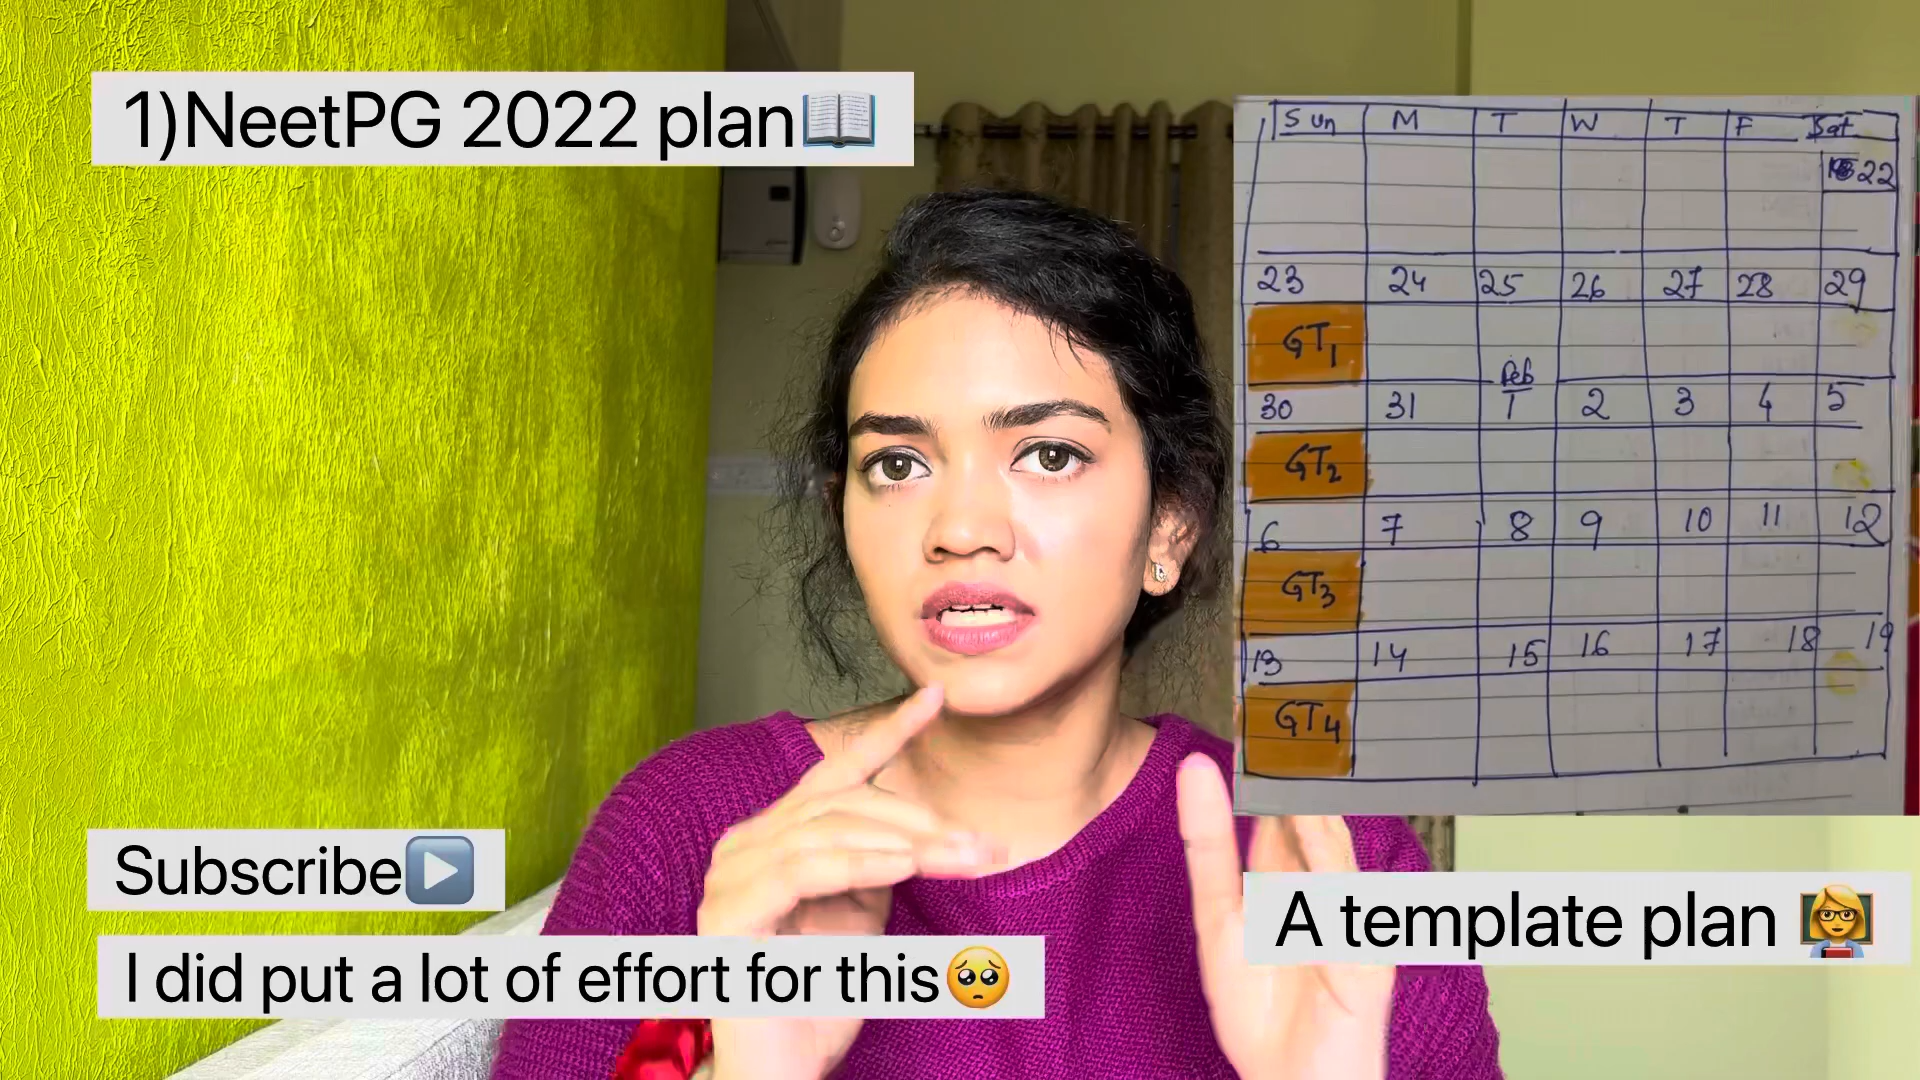 1)NeetPG 2022 plan📖
Sun M T W T F Sat
22
23 24 25 26 27 28 29
GT1
Feb
30 31 1 2 3 4 5
GT2
6 7 8 9 10 11 12
GT3
13 14 15 16 17 18 19
GT4
Subscribe▶️
A template plan 👩‍🏫
I did put a lot of effort for this🥺